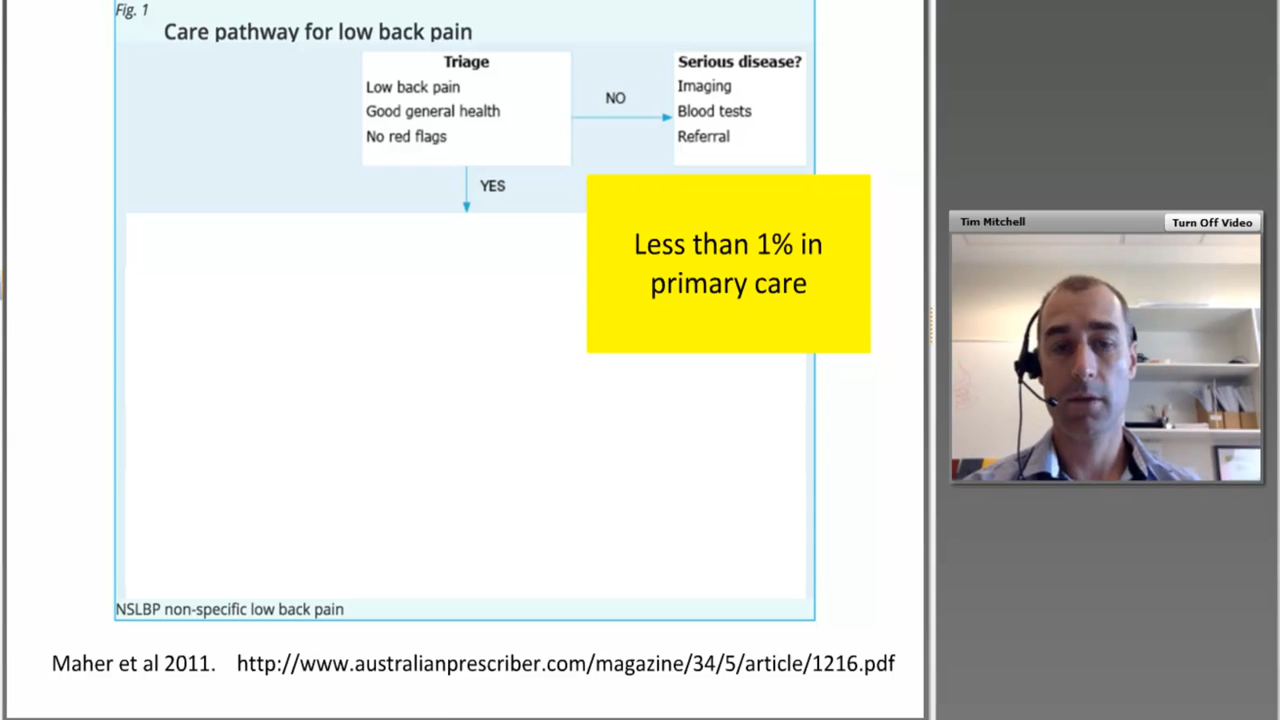 Fig. 1
Care pathway for low back pain
Triage
Low back pain
Good general health
No red flags
NO
Serious disease?
Imaging
Blood tests
Referral
YES
Less than 1% in
primary care
NSLBP non-specific low back pain
Maher et al 2011. http://www.australianprescriber.com/magazine/34/5/article/1216.pdf
Tim Mitchell
Turn Off Video